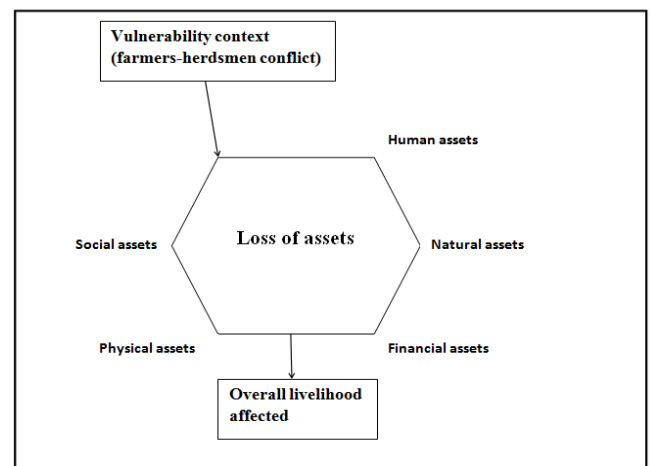 Vulnerability context
(farmers-herdsmen conflict)
Human assets
Loss of assets
Social assets
Natural assets
Physical assets
Financial assets
Overall livelihood
affected